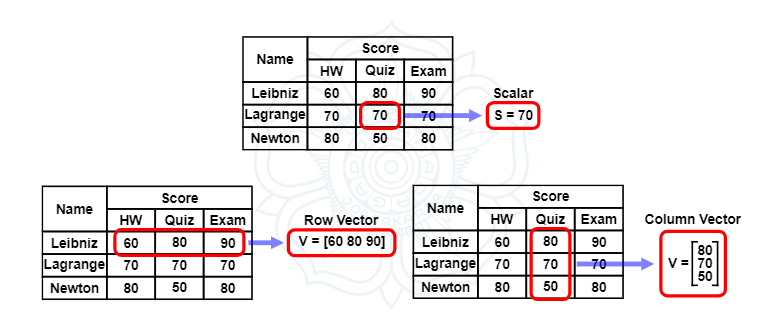 Name Score
HW Quiz Exam
Leibniz 60 80 90
Lagrange 70 70 70
Newton 80 50 80
Scalar
S = 70
Name Score
HW Quiz Exam
Leibniz 60 80 90
Lagrange 70 70 70
Newton 80 50 80
Row Vector
V = [60 80 90]
Name Score
HW Quiz Exam
Leibniz 60 80 90
Lagrange 70 70 70
Newton 80 50 80
Column Vector
V = [80
70
50]